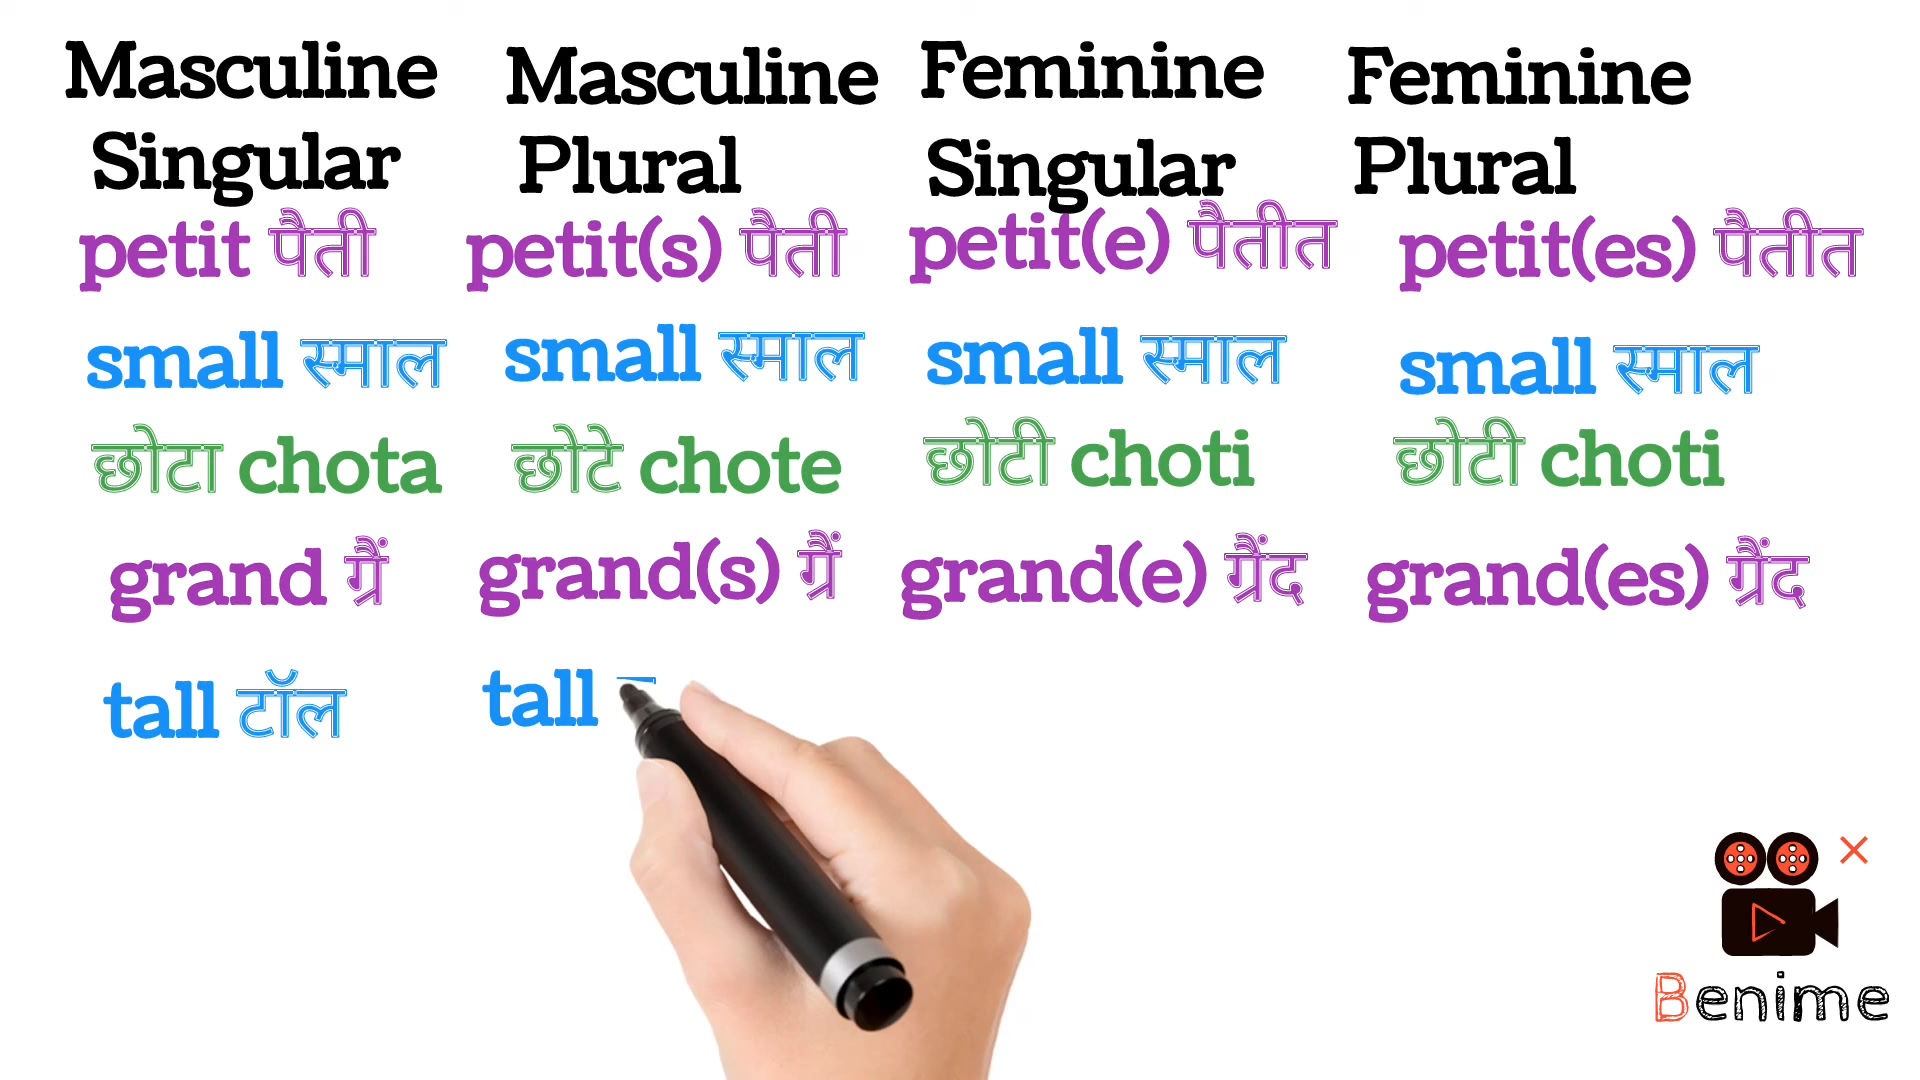 Masculine Masculine Feminine Feminine
Singular Plural Singular Plural
petit पैती petit(s) पैती petit(e) पैतीत petit(es) पैतीत
small स्माल small स्माल small स्माल small स्माल
छोटा chota छोटे chote छोटी choti छोटी choti
grand ग्रैं grand(s) ग्रैं grand(e) ग्रैंद grand(es) ग्रैंद
tall टॉल tall
Benime